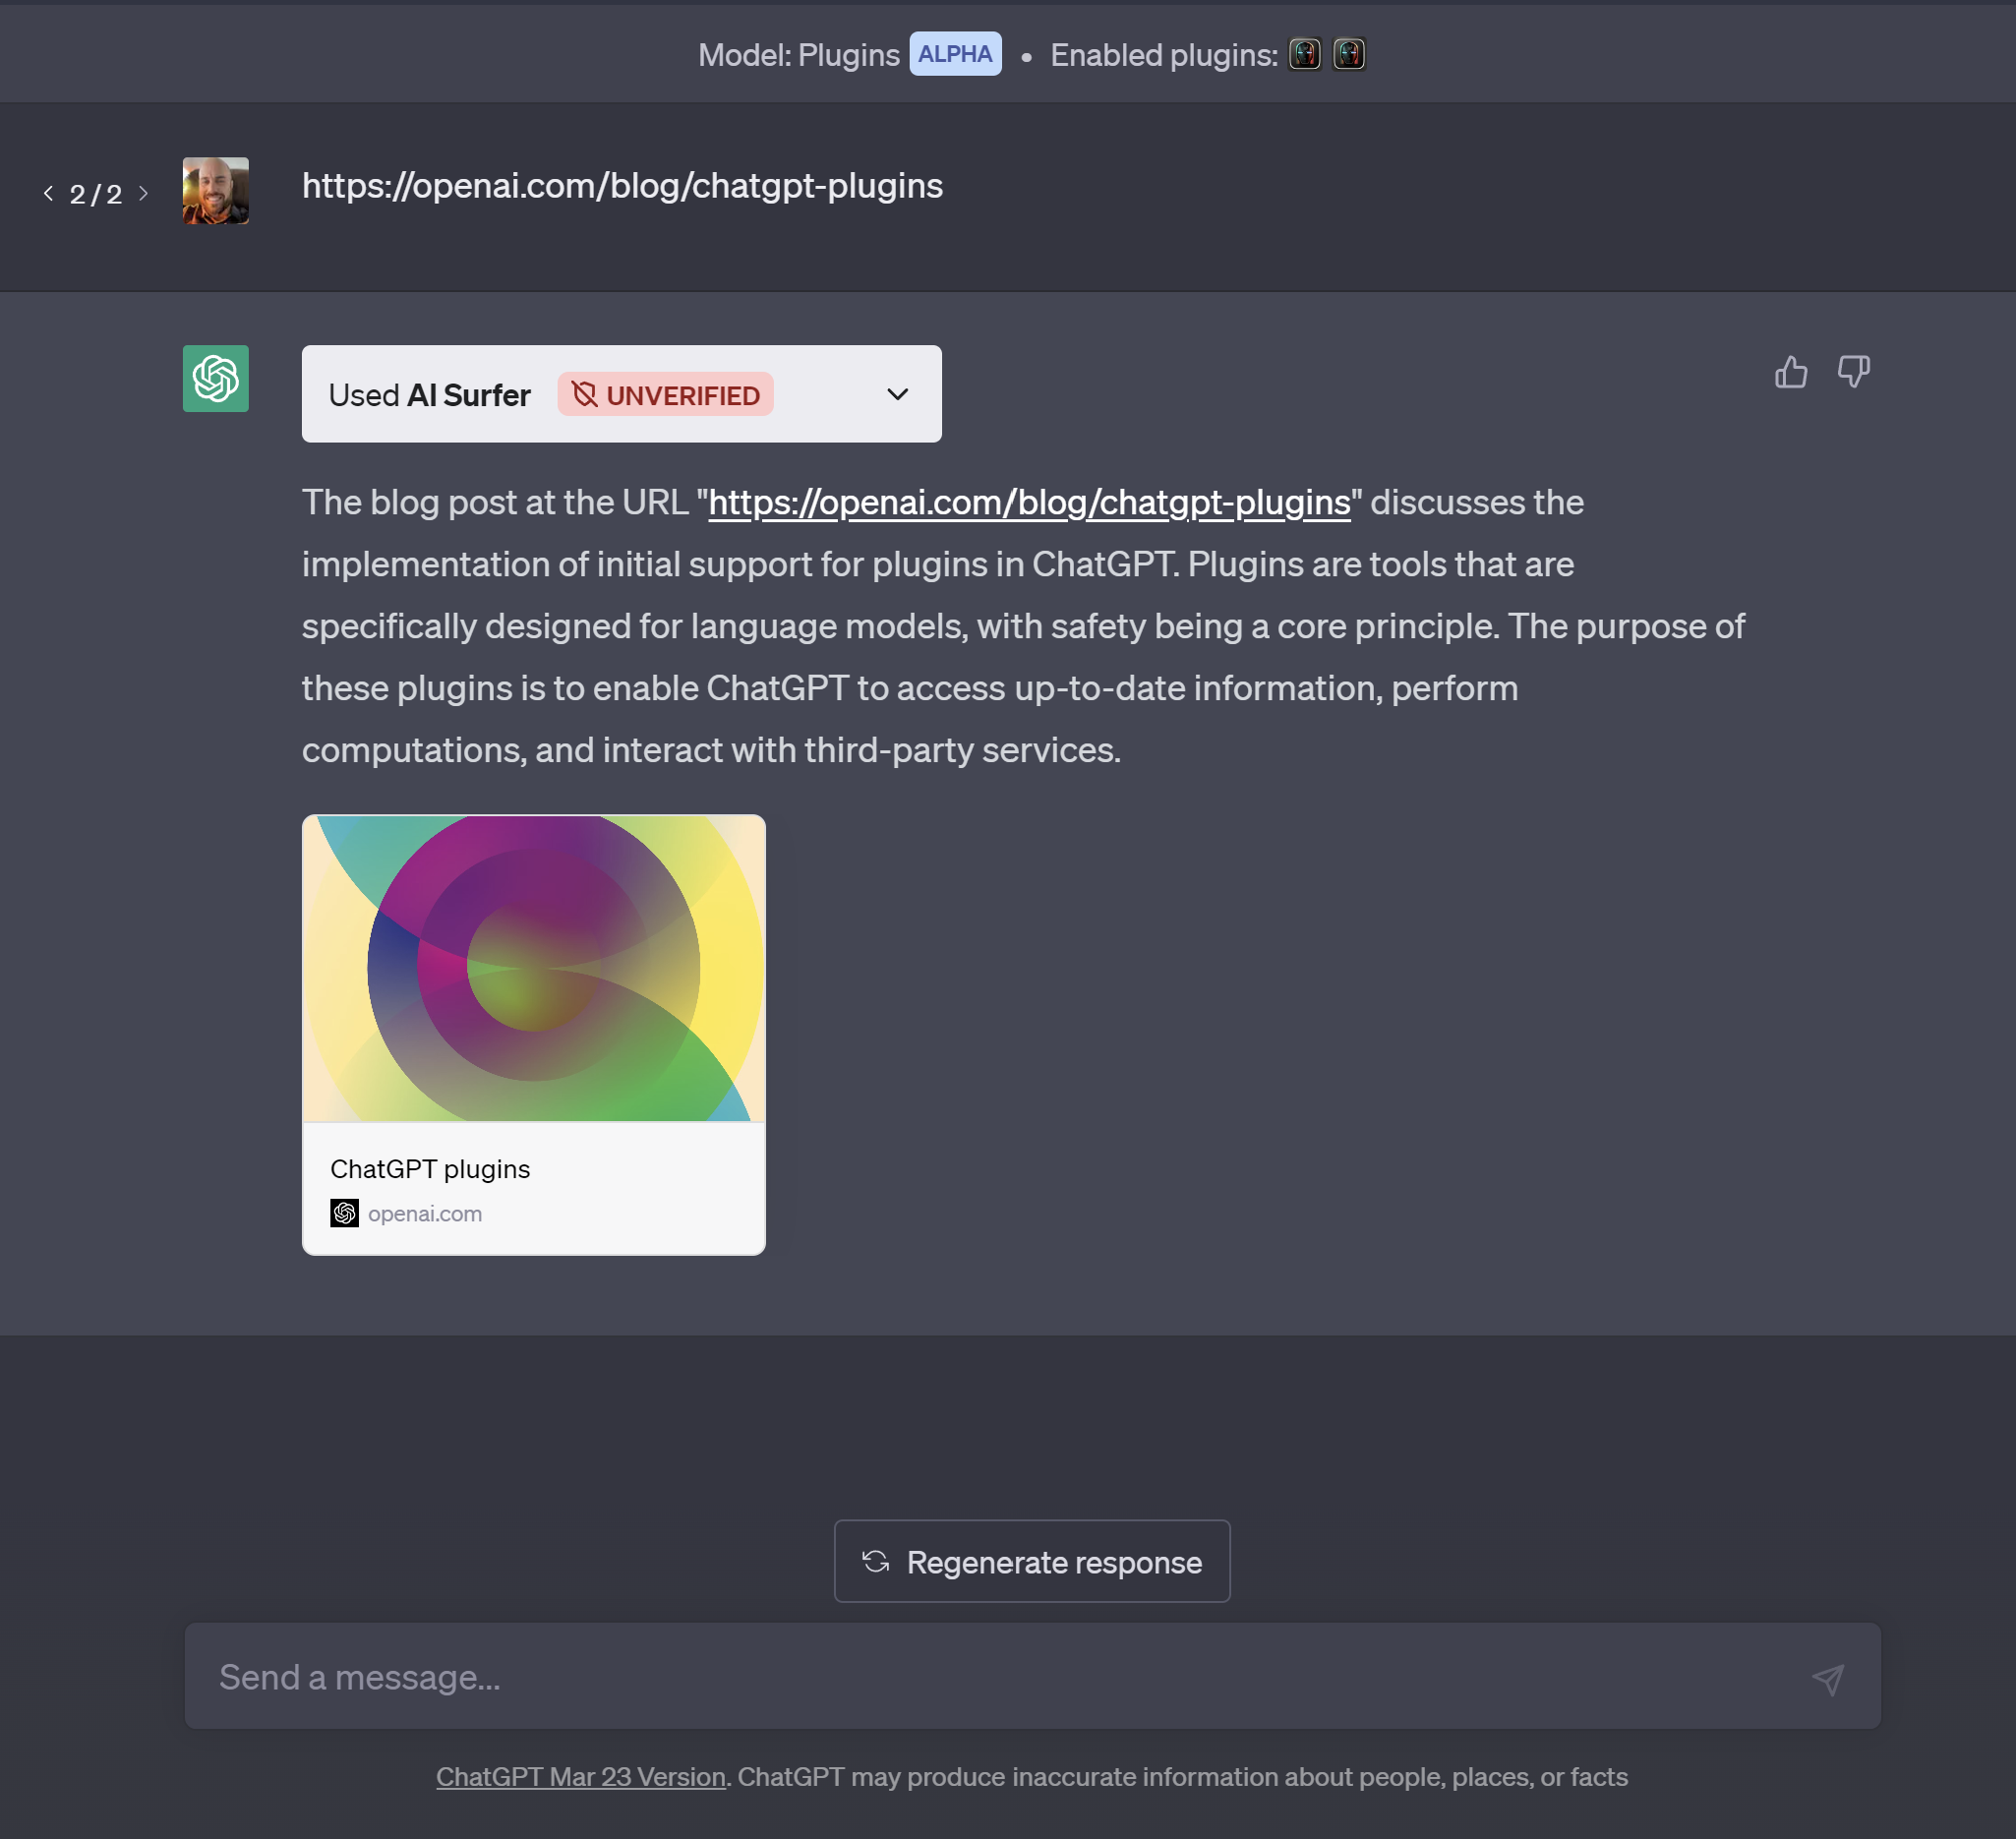 Model: Plugins ALPHA • Enabled plugins:
2 / 2
https://openai.com/blog/chatgpt-plugins
Used AI Surfer UNVERIFIED
The blog post at the URL "https://openai.com/blog/chatgpt-plugins" discusses the
implementation of initial support for plugins in ChatGPT. Plugins are tools that are
specifically designed for language models, with safety being a core principle. The purpose of
these plugins is to enable ChatGPT to access up-to-date information, perform
computations, and interact with third-party services.
ChatGPT plugins
openai.com
Regenerate response
Send a message...
ChatGPT Mar 23 Version. ChatGPT may produce inaccurate information about people, places, or facts